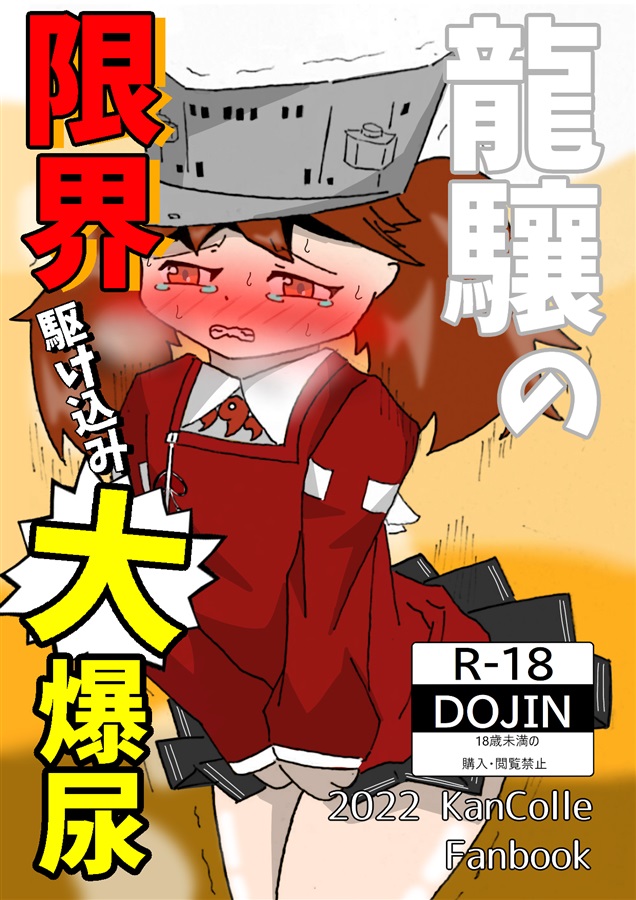 龍驤の
限界
駆け込み
大爆尿
R-18
DOJIN
18歳未満の
購入・閲覧禁止
2022 KanColle
Fanbook